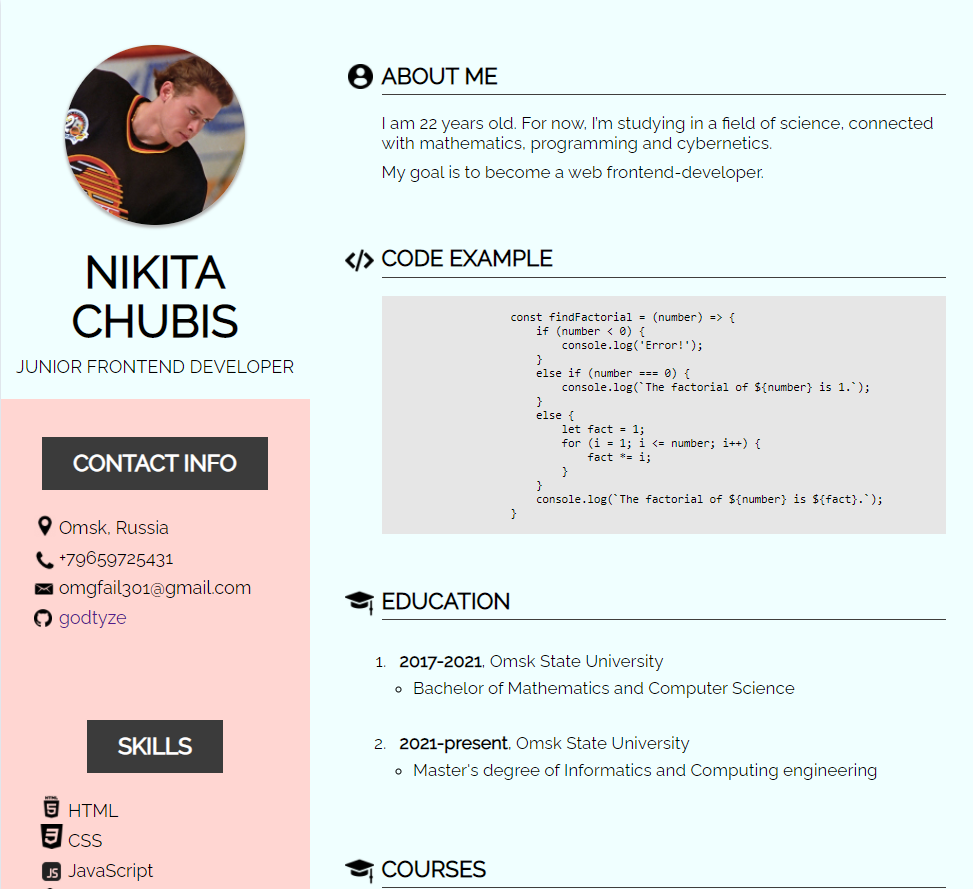 NIKITA
CHUBIS
JUNIOR FRONTEND DEVELOPER
CONTACT INFO
Omsk, Russia
+79659725431
omgfail301@gmail.com
godtyze
SKILLS
HTML
CSS
JavaScript
ABOUT ME
I am 22 years old. For now, I'm studying in a field of science, connected
with mathematics, programming and cybernetics.
My goal is to become a web frontend-developer.
CODE EXAMPLE
const findFactorial = (number) => {
    if (number < 0) {
        console.log('Error!');
    }
    else if (number === 0) {
        console.log(`The factorial of ${number} is 1.`);
    }
    else {
        let fact = 1;
        for (i = 1; i <= number; i++) {
            fact *= i;
        }
    }
    console.log(`The factorial of ${number} is ${fact}.`);
}
EDUCATION
1. 2017-2021, Omsk State University
Bachelor of Mathematics and Computer Science
2. 2021-present, Omsk State University
Master's degree of Informatics and Computing engineering
COURSES